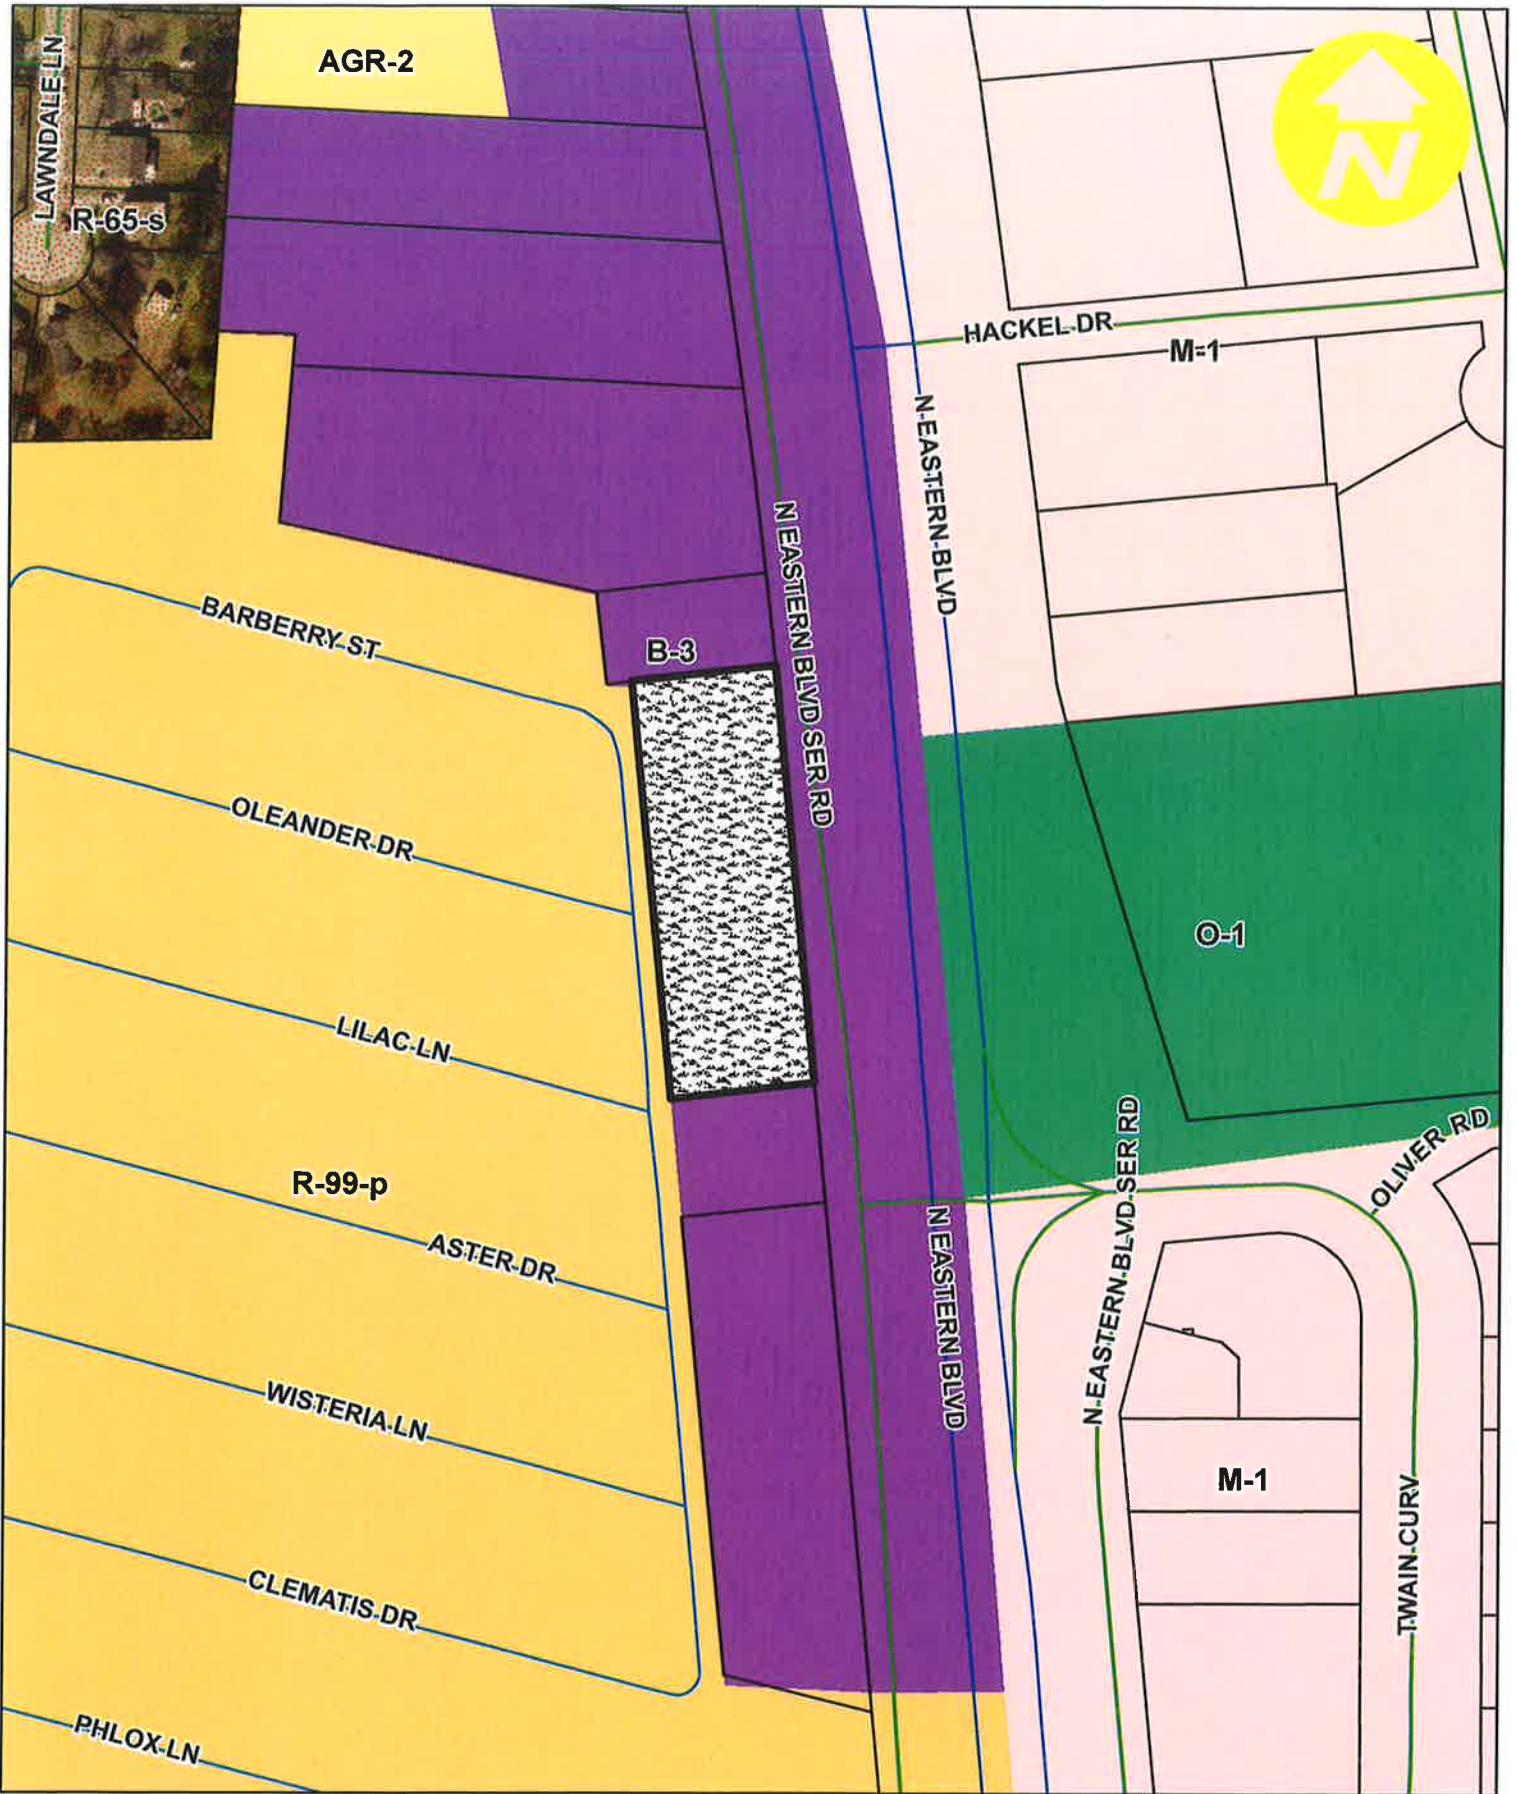 LAWNDALE LN
AGR-2
N
R-65-s
HACKEL DR
M-1
N EASTERN BLVD
N EASTERN BLVD SER RD
BARBERRY ST
B-3
OLEANDER DR
O-1
LILAC LN
N EASTERN BLVD SER RD
OLIVER RD
R-99-p
ASTER DR
N EASTERN BLVD
WISTERIA LN
M-1
TWAIN CURV
CLEMATIS DR
PHLOX LN